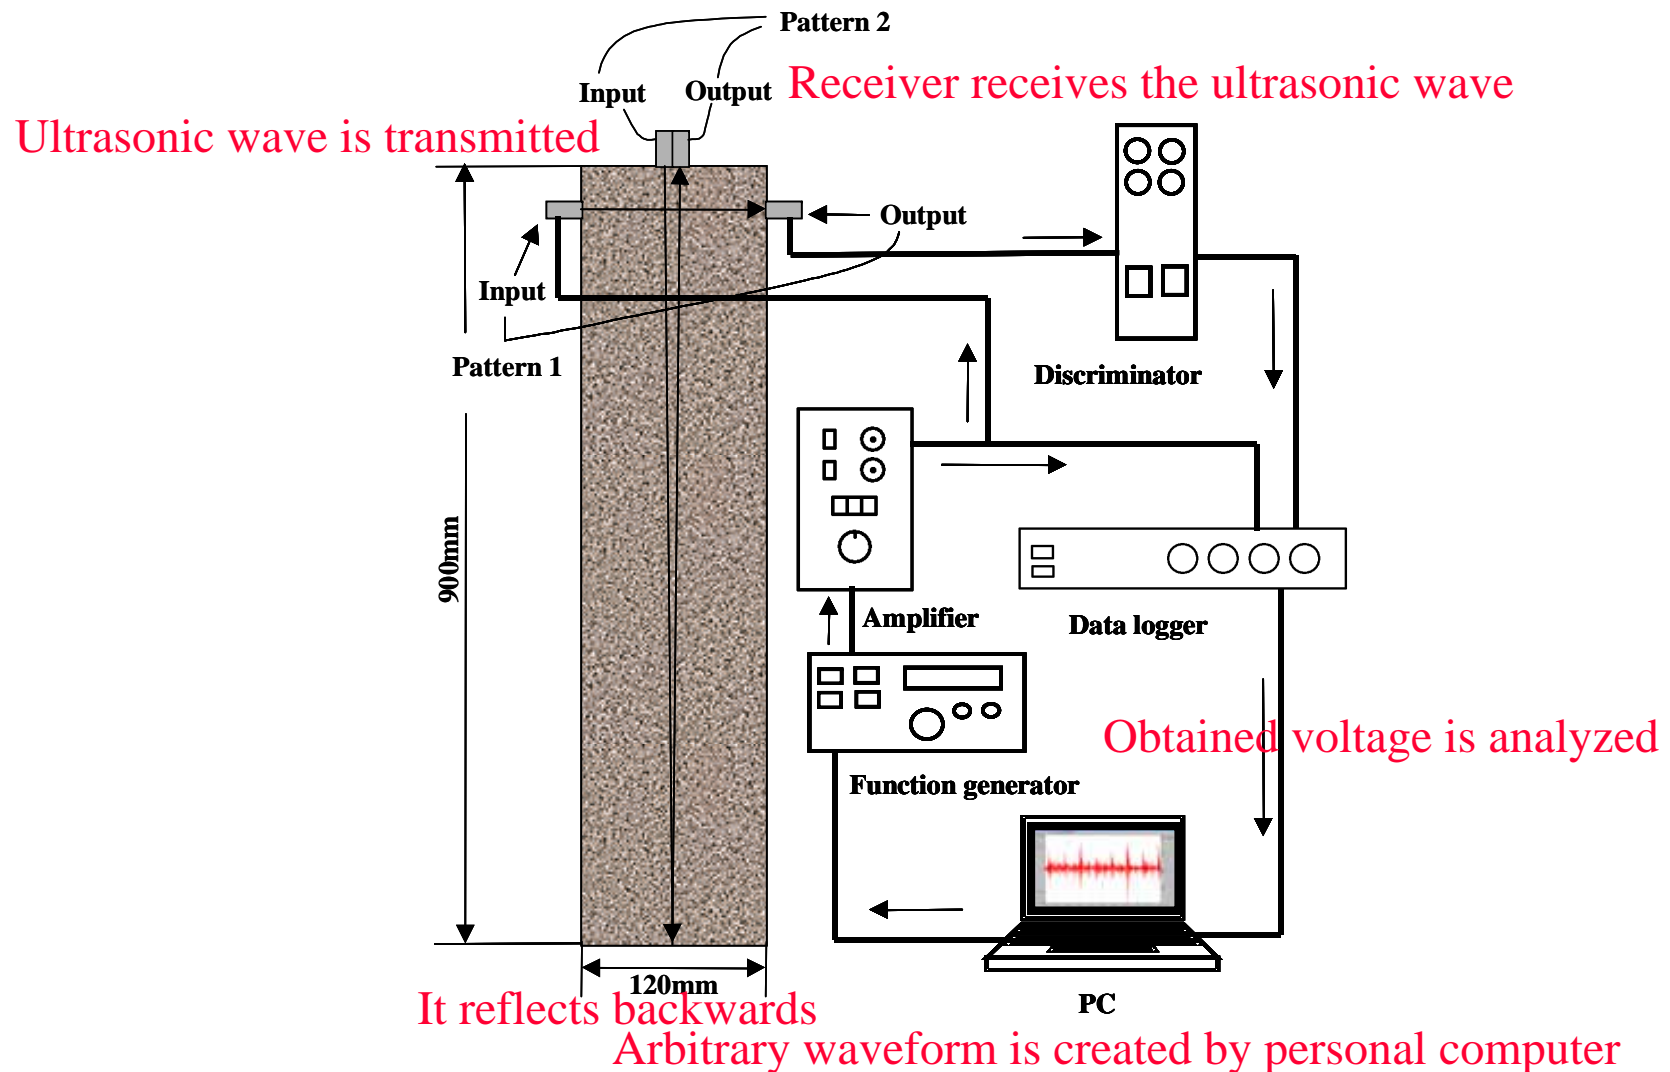 Pattern 2
Input
Output
Receiver receives the ultrasonic wave
Ultrasonic wave is transmitted
Output
Input
Pattern 1
Discriminator
900mm
Amplifier
Data logger
Obtained voltage is analyzed
Function generator
120mm
It reflects backwards
PC
Arbitrary waveform is created by personal computer